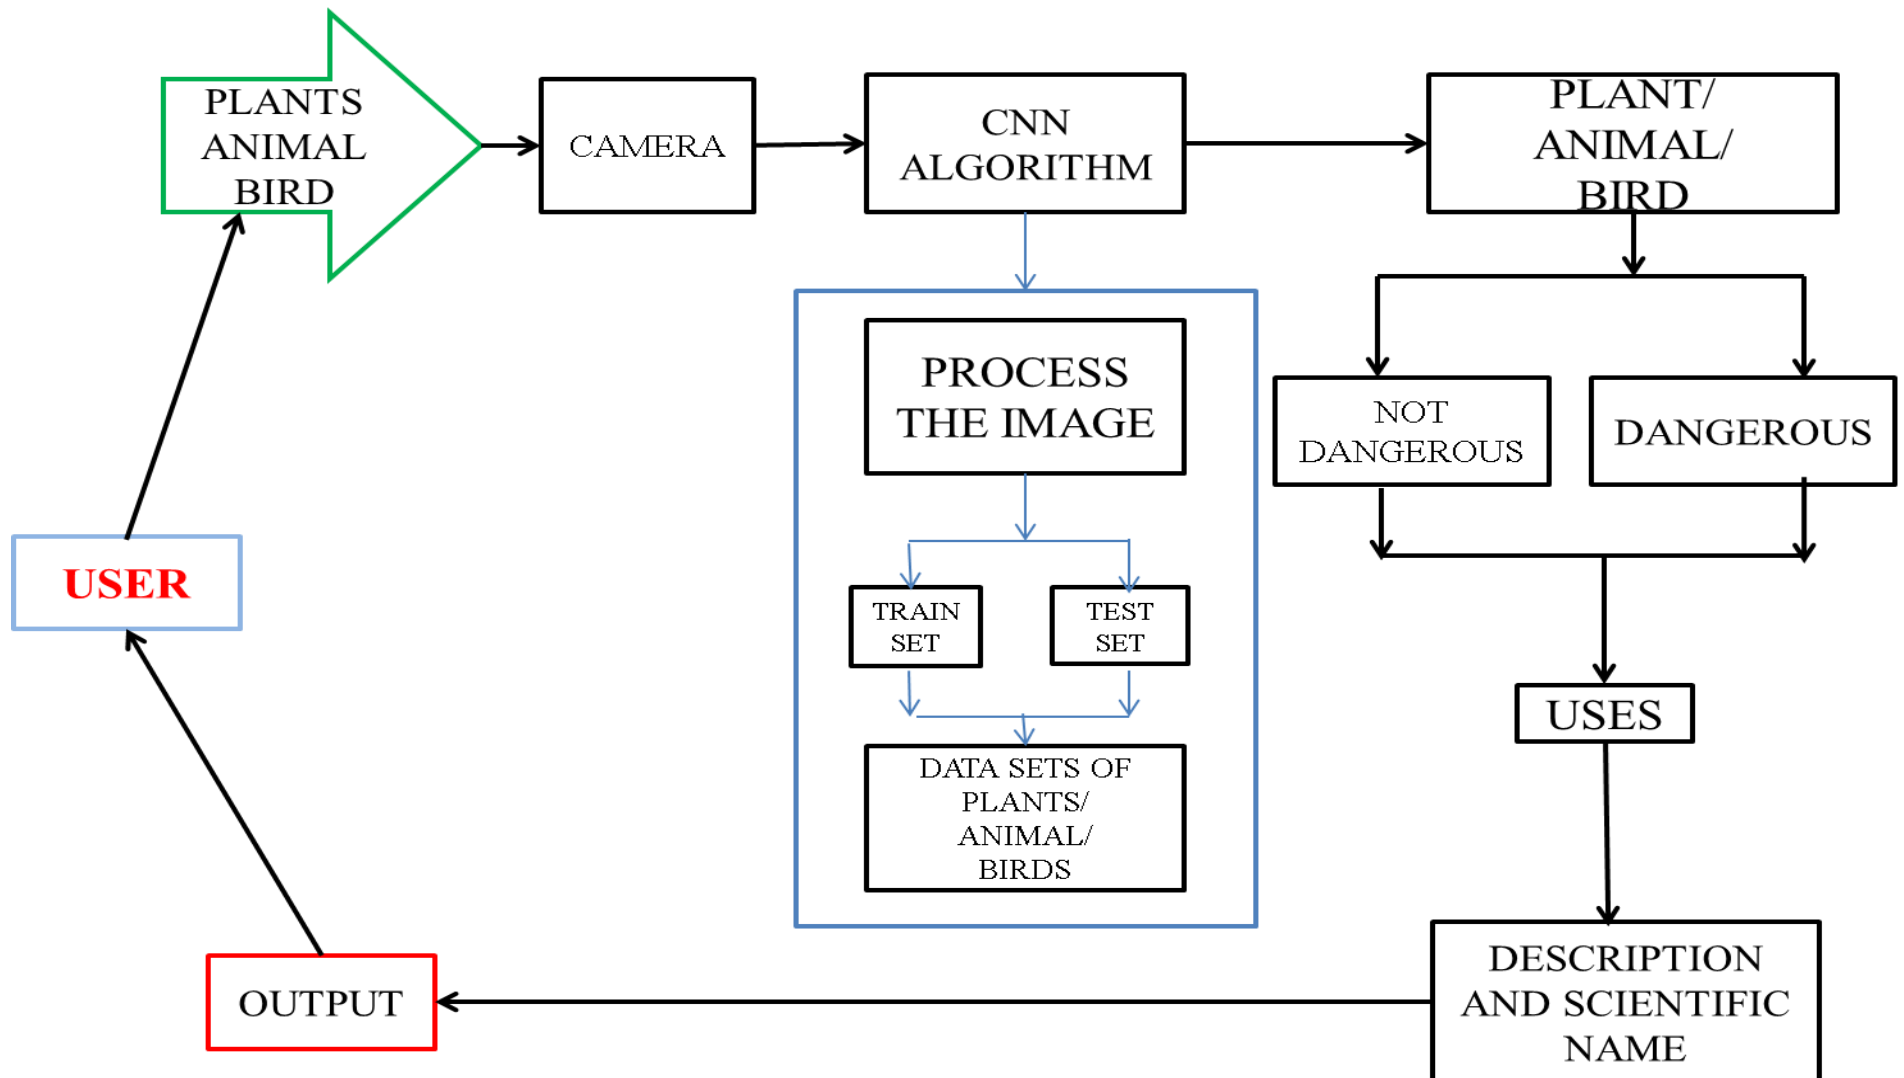 PLANTS
ANIMAL
BIRD
CAMERA
CNN
ALGORITHM
PLANT/
ANIMAL/
BIRD
PROCESS
THE IMAGE
NOT
DANGEROUS
DANGEROUS
USER
TRAIN
SET
TEST
SET
USES
DATA SETS OF
PLANTS/
ANIMAL/
BIRDS
OUTPUT
DESCRIPTION
AND SCIENTIFIC
NAME